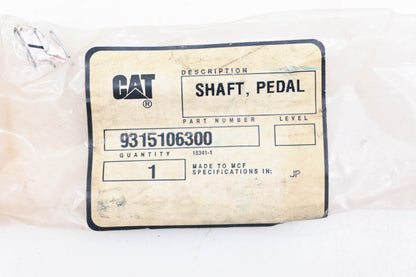 CAT
®
DESCRIPTION
SHAFT, PEDAL
PART NUMBER LEVEL
9315106300
QUANTITY 15341-1
1 MADE TO MCF
SPECIFICATIONS IN: JP